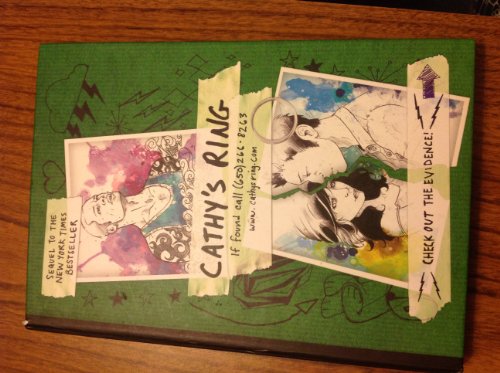 SEQUEL TO THE
NEW YORK TIMES
BESTSELLER
CATHY'S RING
If found call (650)266-8263
www.cathysring.com
CHECK OUT THE EVIDENCE!